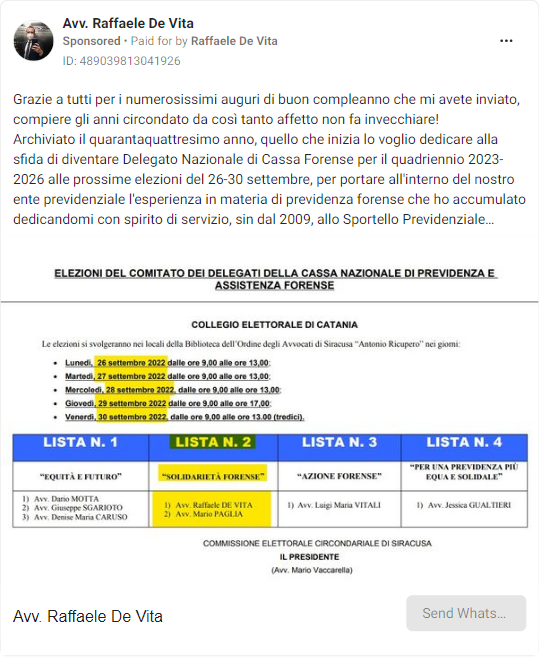 Avv. Raffaele De Vita
Sponsored • Paid for by Raffaele De Vita
ID: 489039813041926
Grazie a tutti per i numerosissimi auguri di buon compleanno che mi avete inviato,
compiere gli anni circondato da così tanto affetto non fa invecchiare!
Archiviato il quarantaquattresimo anno, quello che inizia lo voglio dedicare alla
sfida di diventare Delegato Nazionale di Cassa Forense per il quadriennio 2023-
2026 alle prossime elezioni del 26-30 settembre, per portare all'interno del nostro
ente previdenziale l'esperienza in materia di previdenza forense che ho accumulato
dedicandomi con spirito di servizio, sin dal 2009, allo Sportello Previdenziale...
ELEZIONI DEL COMITATO DEI DELEGATI DELLA CASSA NAZIONALE DI PREVIDENZA E
ASSISTENZA FORENSE
COLLEGIO ELETTORALE DI CATANIA
Le elezioni si svolgeranno nei locali della Biblioteca dell'Ordine degli Avvocati di Siracusa "Antonio Ricupero" nei giorni:
• Lunedì, 26 settembre 2022 dalle ore 9,00 alle ore 13,00;
• Martedì, 27 settembre 2022 dalle ore 9,00 alle ore 13,00;
• Mercoledì, 28 settembre 2022, dalle ore 9,00 alle ore 13,00;
• Giovedì, 29 settembre 2022 dalle ore 9,00 alle ore 17,00;
• Venerdì, 30 settembre 2022, dalle ore 9,00 alle ore 13.00 (tredici).
LISTA N. 1 LISTA N. 2 LISTA N. 3 LISTA N. 4
"EQUITÀ E FUTURO" "SOLIDARIETÀ FORENSE" "AZIONE FORENSE" "PER UNA PREVIDENZA PIÙ
EQUA E SOLIDALE"
1) Avv. Dario MOTTA
2) Avv. Giuseppe SGARIOTO
3) Avv. Denise Maria CARUSO
1) Avv. Raffaele DE VITA
2) Avv. Mario PAGLIA
1) Avv. Luigi Maria VITALI
1) Avv. Jessica GUALTIERI
COMMISSIONE ELETTORALE CIRCONDARIALE DI SIRACUSA
IL PRESIDENTE
(Avv. Mario Vaccarella)
Avv. Raffaele De Vita
Send Whats...